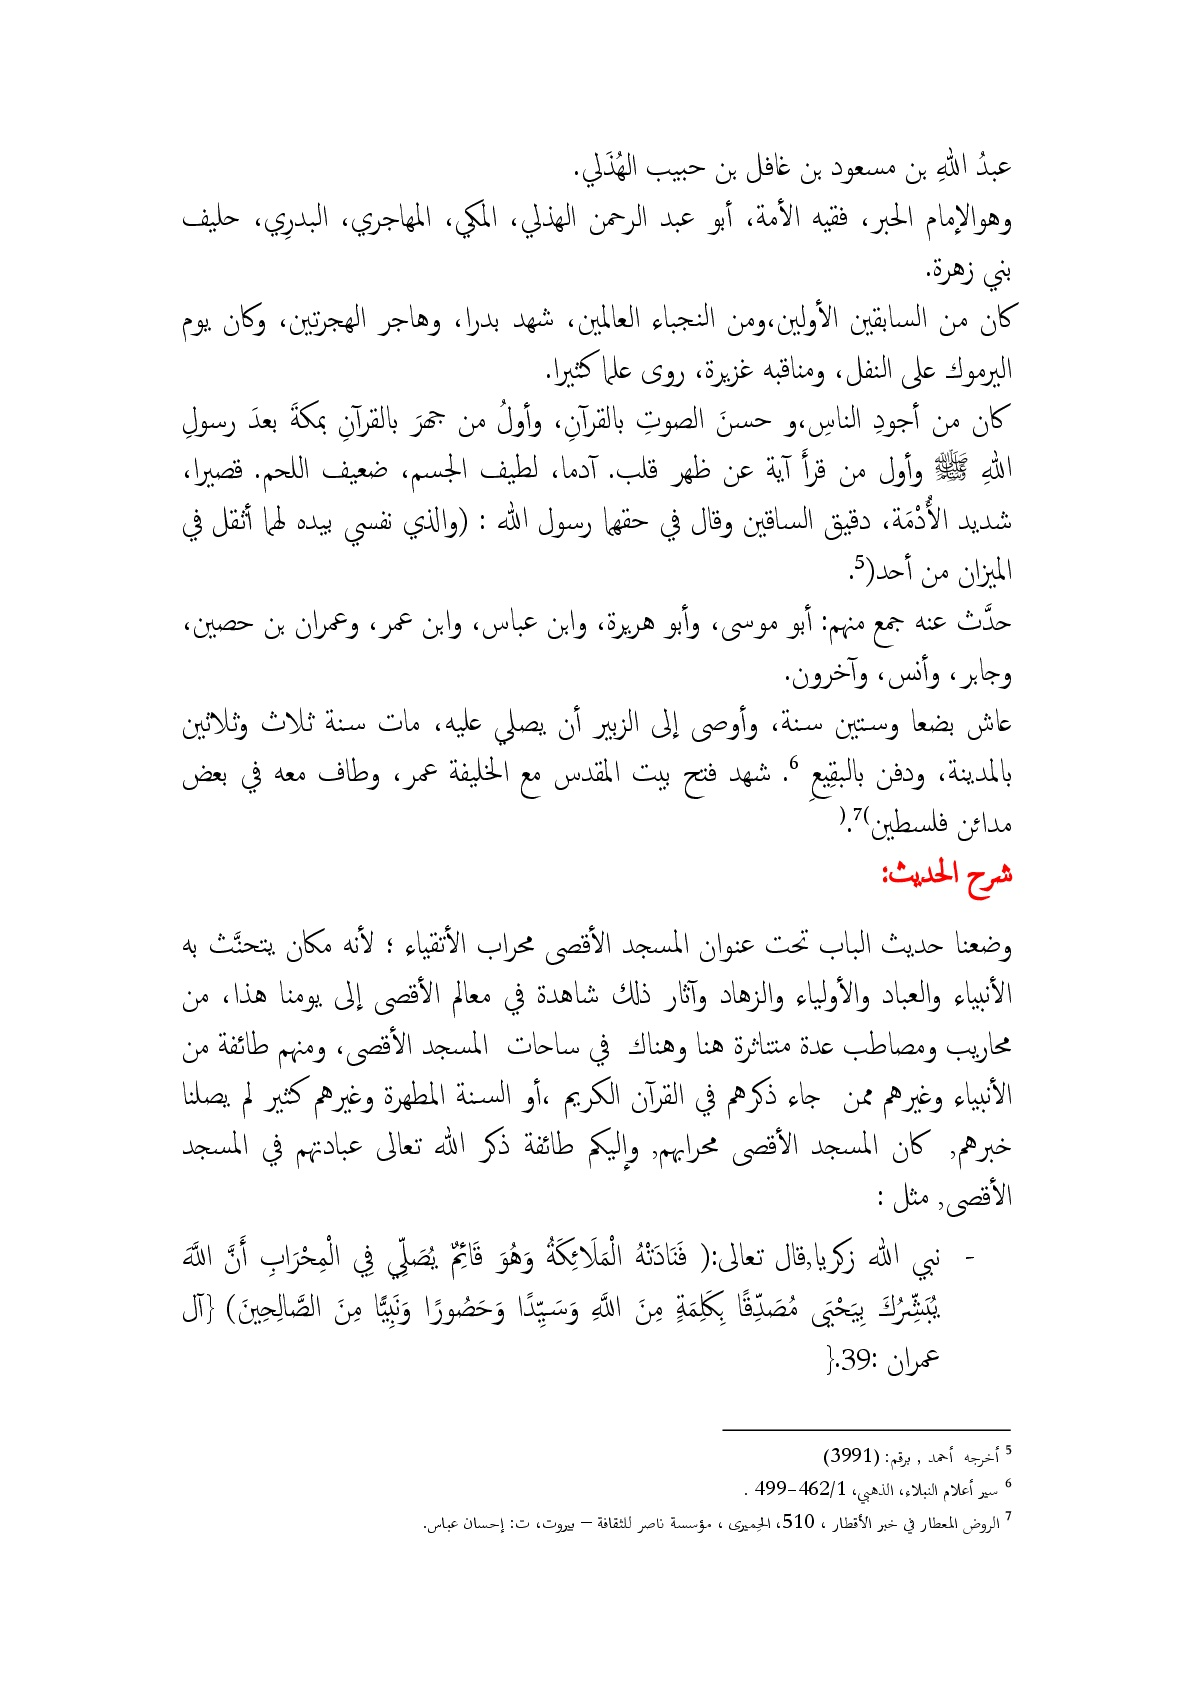 عبدُ اللهِ بن مسعود بن غافل بن حبيب الهُذَلي.
وهوالإمام الحبر، فقيه الأمة، أبو عبد الرحمن الهذلي، المكي، المهاجري، البدرِي، حليف
بني زهرة.
كان من السابقين الأولين،ومن النجباء العالمين، شهد بدرا، وهاجر الهجرتين، وكان يوم
اليرموك على النفل، ومناقبه غزيرة، روى علما كثيرا.
كان من أجودِ الناسِ،و حسنَ الصوتِ بالقرآنِ، وأولُ من جهرَ بالقرآنِ بمكةَ بعدَ رسولِ
اللهِ ﷺ وأول من قرأَ آية عن ظهر قلب. آدما، لطيف الجسم، ضعيف اللحم. قصيرا،
شديد الأُدْمَة، دقيق الساقين وقال في حقهما رسول الله : (والذي نفسي بيده لهما أثقل في
الميزان من أحد(5.
حدَّث عنه جمع منهم: أبو موسى، وأبو هريرة، وابن عباس، وابن عمر، وعمران بن حصين،
وجابر، وأنس، وآخرون.
عاش بضعا وستين سنة، وأوصى إلى الزبير أن يصلي عليه، مات سنة ثلاث وثلاثين
بالمدينة، ودفن بالبقِيعِ 6. شهد فتح بيت المقدس مع الخليفة عمر، وطاف معه في بعض
مدائن فلسطين)7.(
شرح الحديث:
وضعنا حديث الباب تحت عنوان المسجد الأقصى محراب الأتقياء ؛ لأنه مكان يتحنَّث به
الأنبياء والعباد والأولياء والزهاد وآثار ذلك شاهدة في معالم الأقصى إلى يومنا هذا، من
محاريب ومصاطب عدة متناثرة هنا وهناك في ساحات المسجد الأقصى، ومنهم طائفة من
الأنبياء وغيرهم ممن جاء ذكرهم في القرآن الكريم ،أو السنة المطهرة وغيرهم كثير لم يصلنا
خبرهم, كان المسجد الأقصى محرابهم, وإليكم طائفة ذكر الله تعالى عبادتهم في المسجد
الأقصى, مثل :
- نبي الله زكريا,قال تعالى:( فَنَادَتْهُ الْمَلَائِكَةُ وَهُوَ قَائِمٌ يُصَلِّي فِي الْمِحْرَابِ أَنَّ اللَّهَ
يُبَشِّرُكَ بِيَحْيَى مُصَدِّقًا بِكَلِمَةٍ مِنَ اللَّهِ وَسَيِّدًا وَحَصُورًا وَنَبِيًّا مِنَ الصَّالِحِينَ) {آل
عمران :39.{
5 أخرجه أحمد , برقم: (3991)
6 سير أعلام النبلاء، الذهبي، 462/1-499 .
7 الروض المعطار في خبر الأقطار ، 510، الحِميرى ، مؤسسة ناصر للثقافة – بيروت، ت: إحسان عباس.